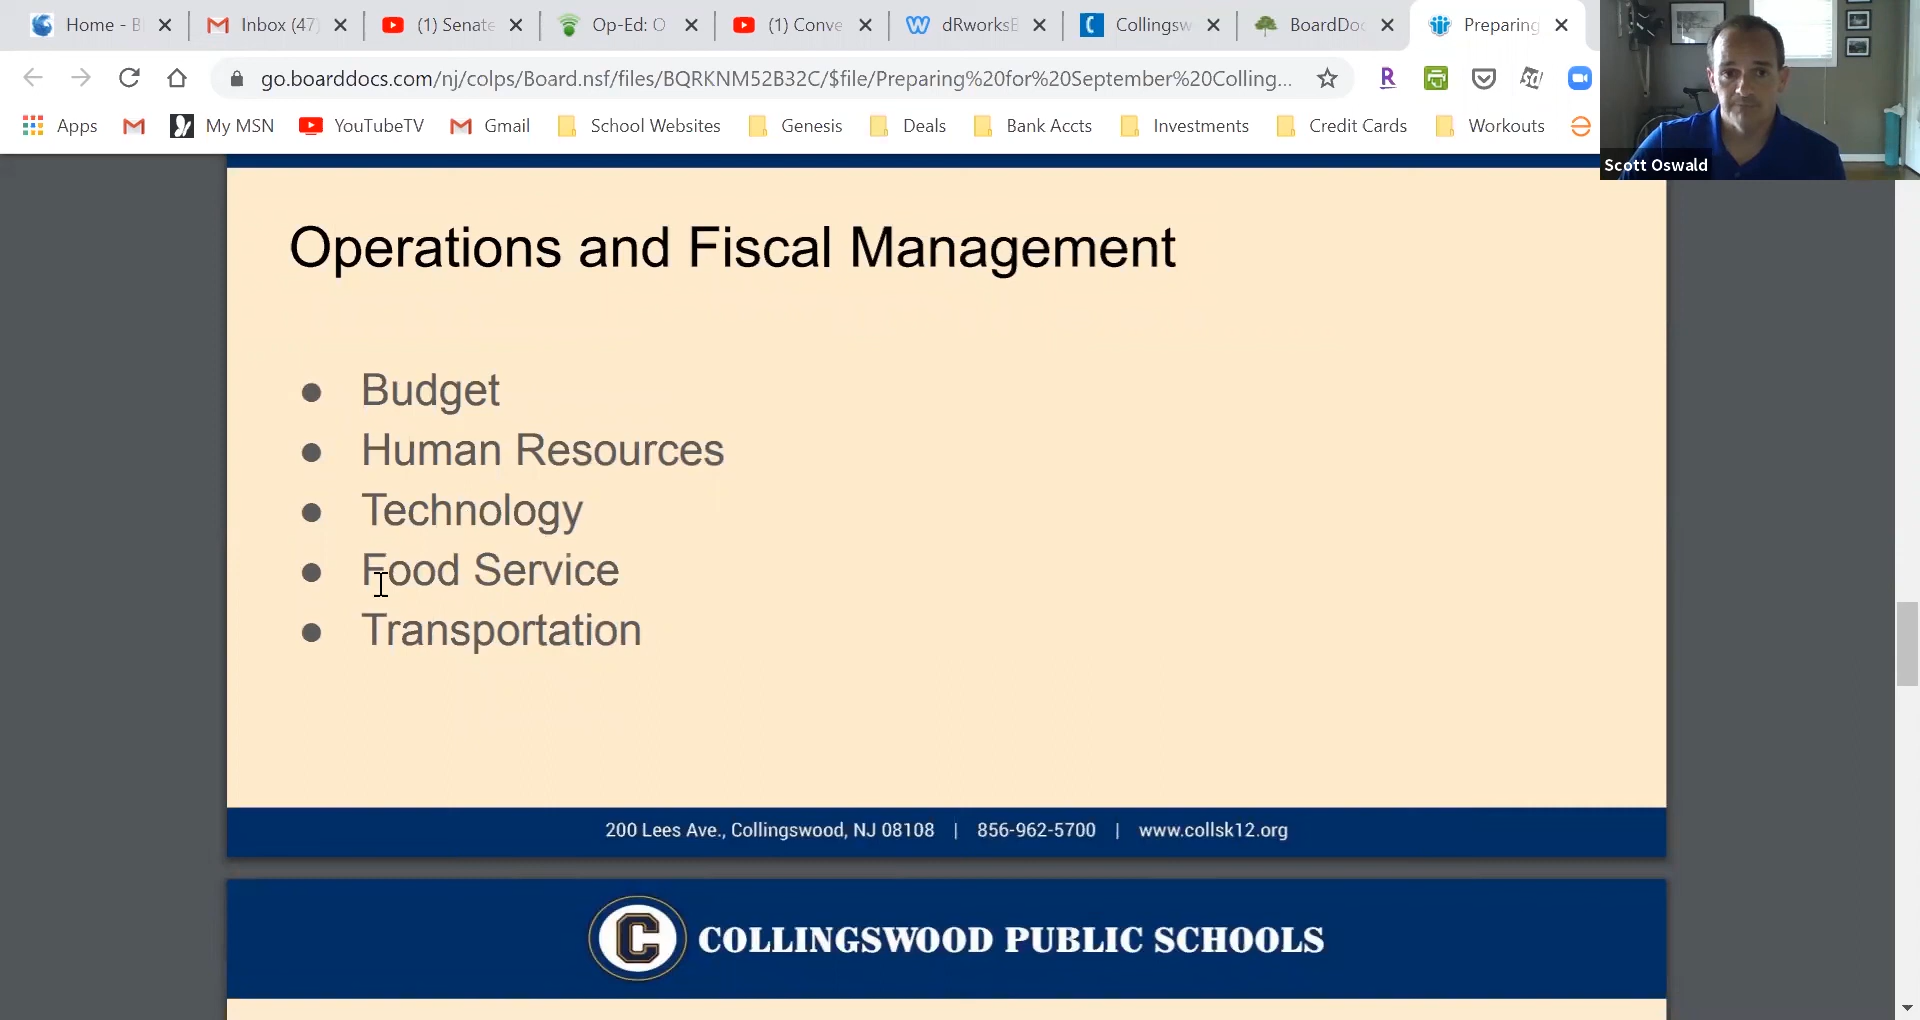 Home - B
Inbox (47)
(1) Senate
Op-Ed: O
(1) Conve
dRworksB
Collingsw
BoardDoc
Preparing
go.boarddocs.com/nj/colps/Board.nsf/files/BQRKNM52B32C/$file/Preparing%20for%20September%20Colling...
Apps
My MSN
YouTubeTV
Gmail
School Websites
Genesis
Deals
Bank Accts
Investments
Credit Cards
Workouts
Scott Oswald
Operations and Fiscal Management
● Budget
● Human Resources
● Technology
● Food Service
● Transportation
200 Lees Ave., Collingswood, NJ 08108 | 856-962-5700 | www.collsk12.org
C COLLINGSWOOD PUBLIC SCHOOLS